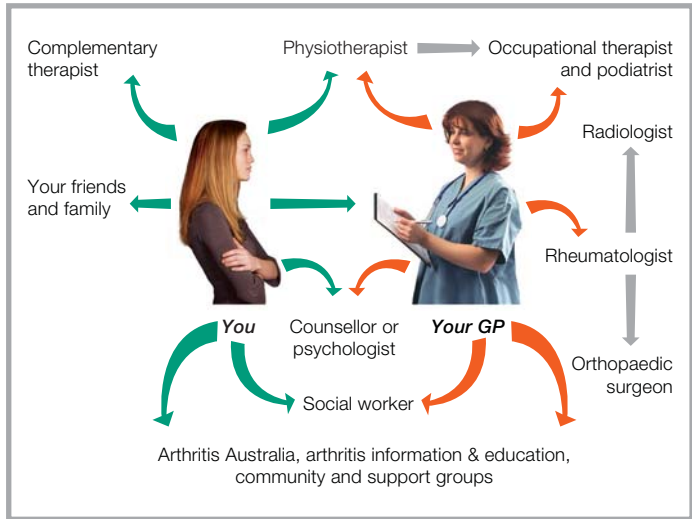 Complementary
therapist
Physiotherapist
Occupational therapist
and podiatrist
Radiologist
Your friends
and family
Rheumatologist
You
Counsellor or
psychologist
Your GP
Orthopaedic
surgeon
Social worker
Arthritis Australia, arthritis information & education,
community and support groups